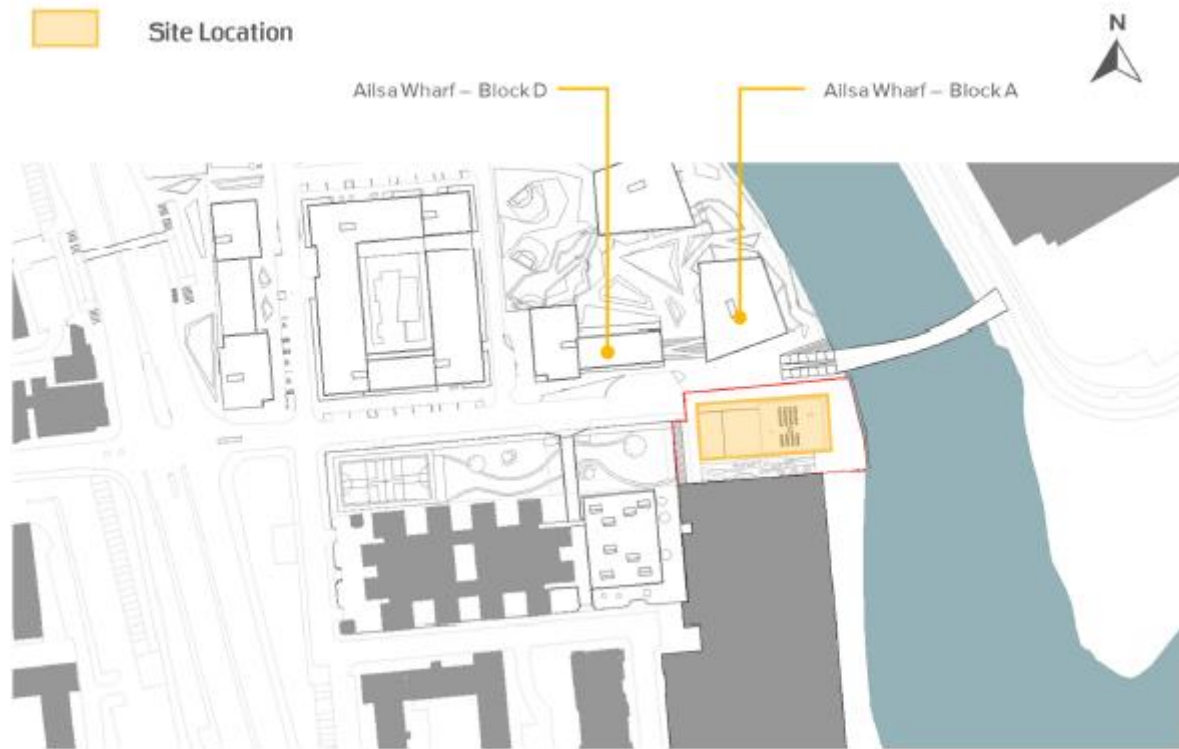 Site Location
N
Ailsa Wharf – Block D
Ailsa Wharf – Block A